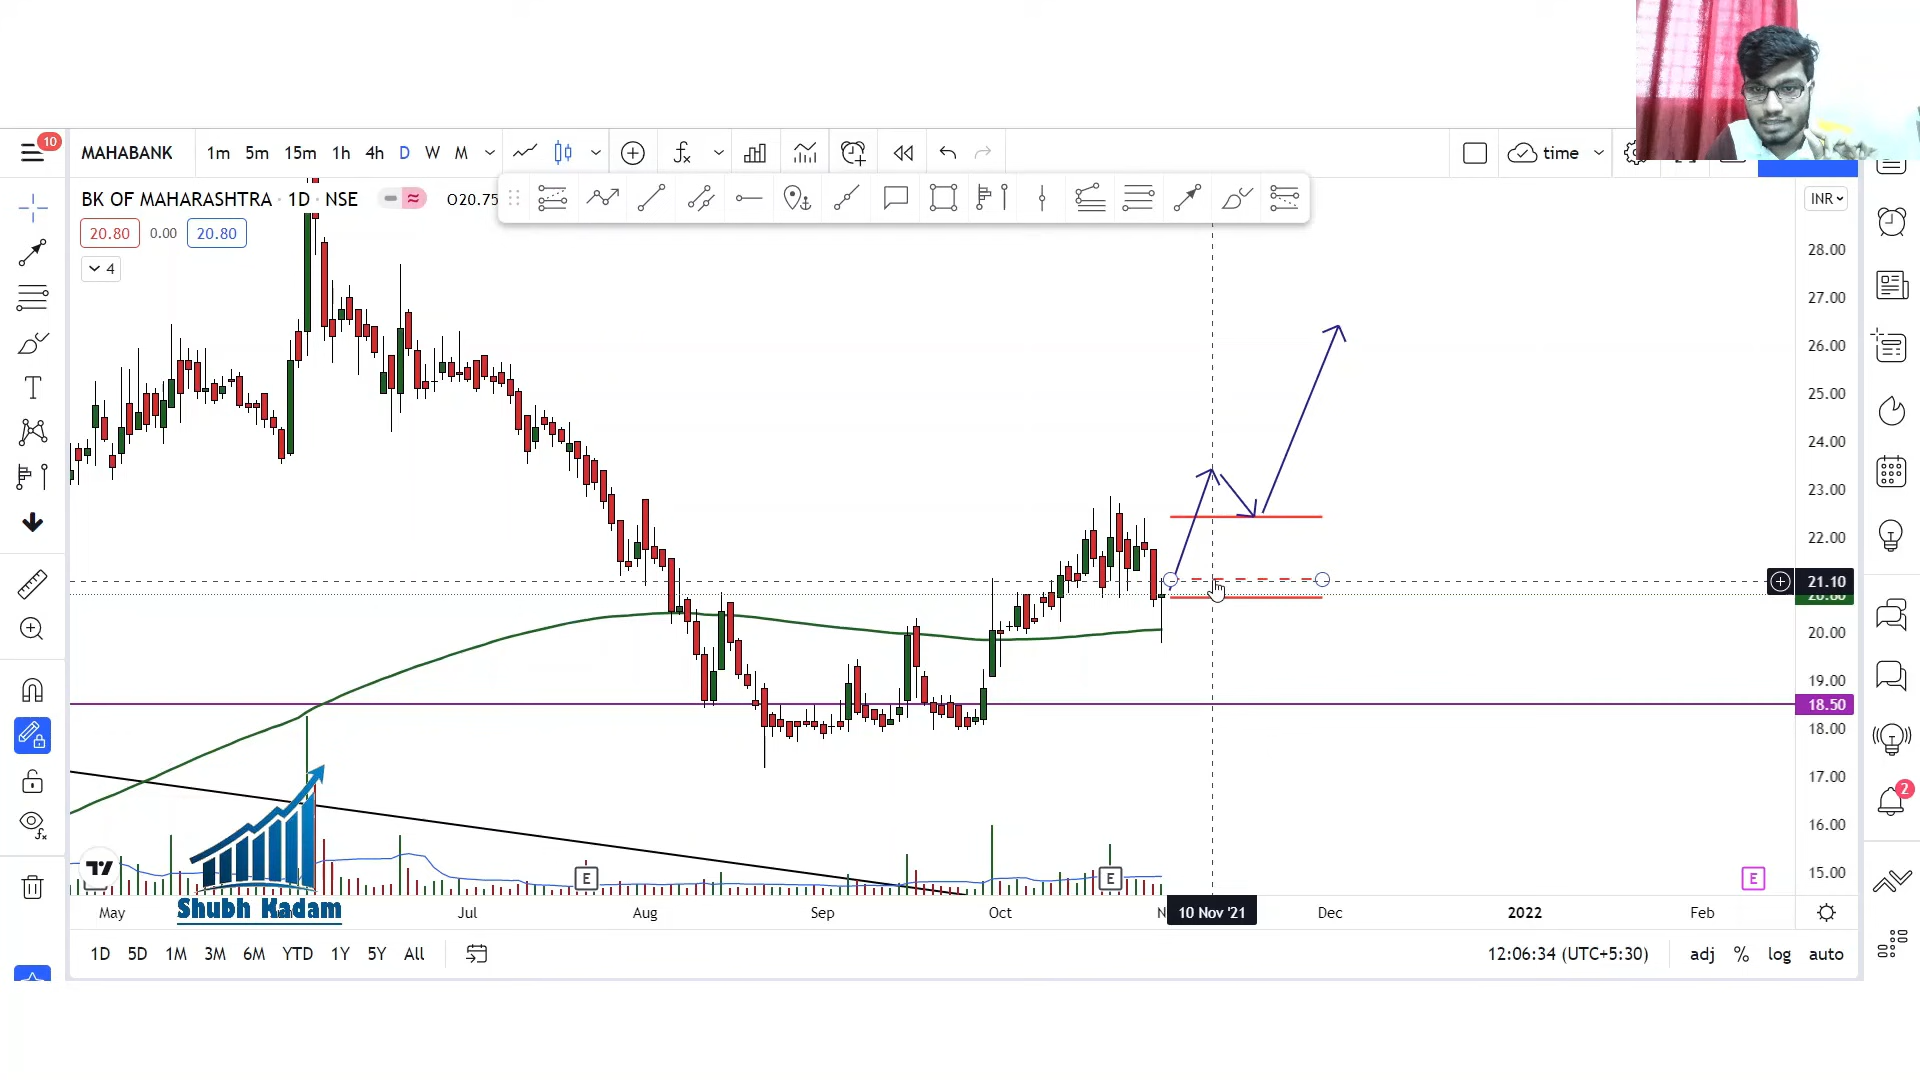 10
MAHABANK 1m 5m 15m 1h 4h D W M time
BK OF MAHARASHTRA · 1D · NSE O20.75
INR
20.80 0.00 20.80
4
28.00
27.00
26.00
25.00
24.00
23.00
22.00
21.10
20.80
20.00
19.00
18.50
18.00
17.00
16.00
15.00
2
E E E
May Jul Aug Sep Oct 10 Nov '21 Dec 2022 Feb
Shubh Kadam
1D 5D 1M 3M 6M YTD 1Y 5Y All 12:06:34 (UTC+5:30) adj % log auto